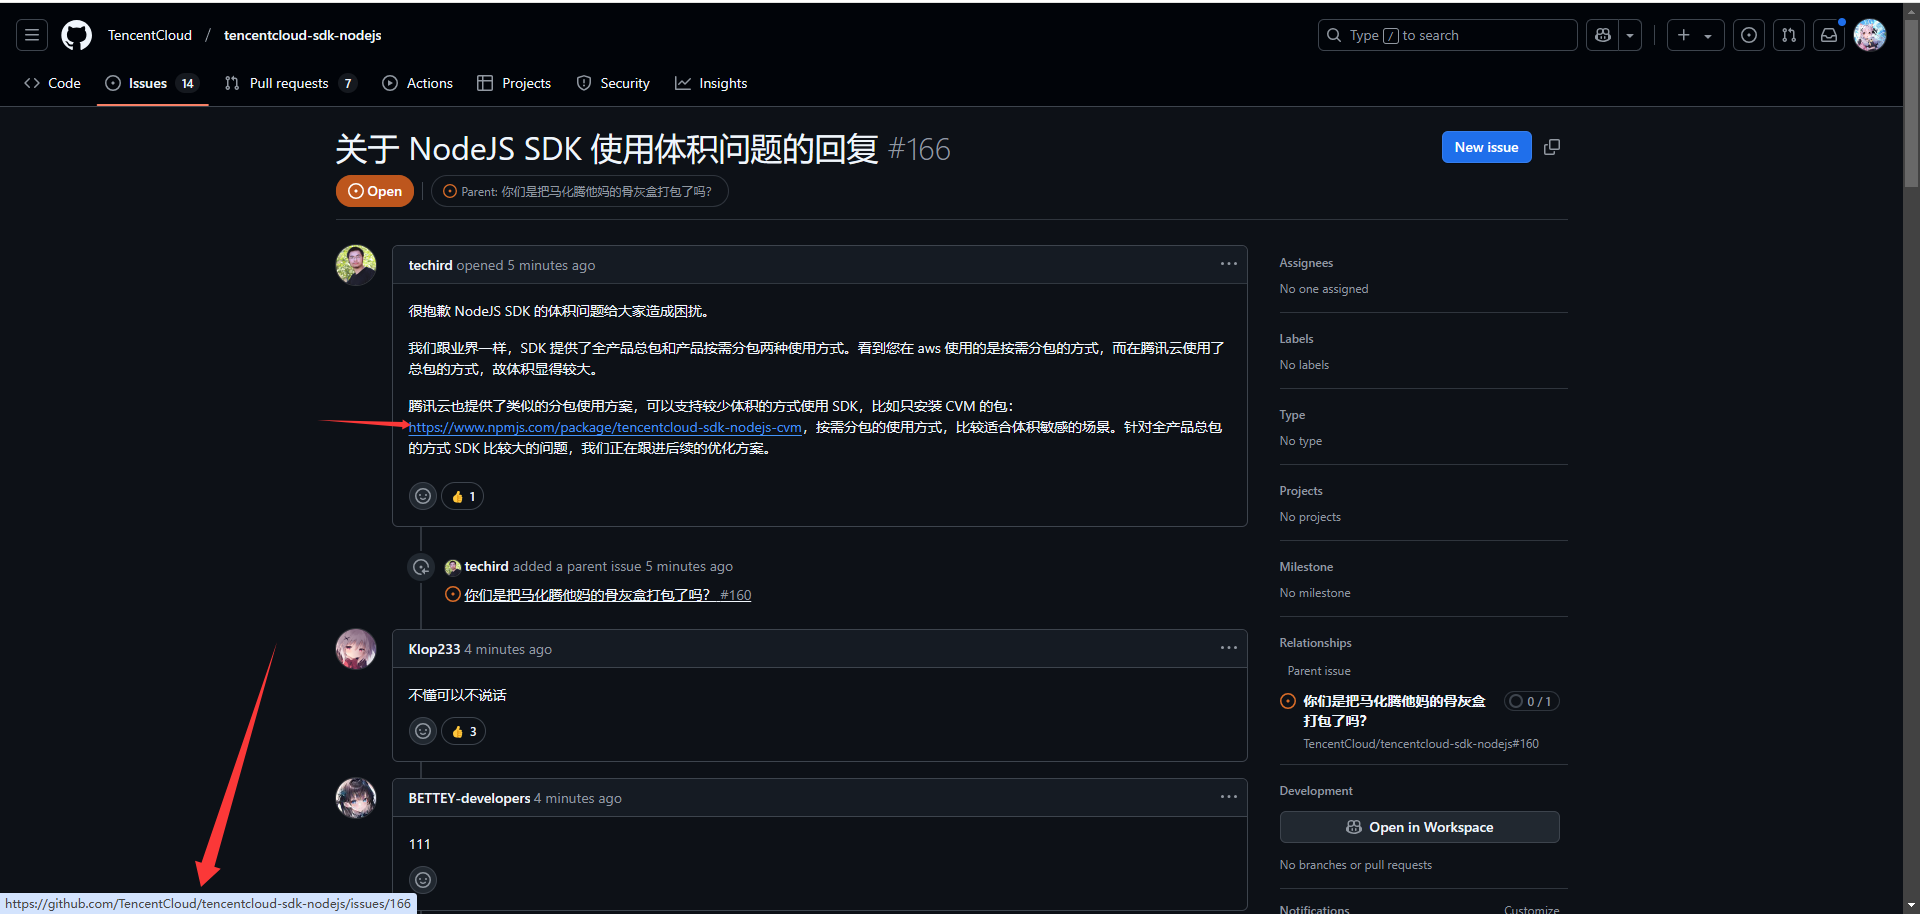 TencentCloud / tencentcloud-sdk-nodejs
Type / to search
Code
Issues 14
Pull requests 7
Actions
Projects
Security
Insights
关于 NodeJS SDK 使用体积问题的回复 #166
New issue
Open
Parent: 你们是把马化腾他妈的骨灰盒打包了吗？
techird opened 5 minutes ago
很抱歉 NodeJS SDK 的体积问题给大家造成困扰。
我们跟业界一样，SDK 提供了全产品总包和产品按需分包两种使用方式。看到您在 aws 使用的是按需分包的方式，而在腾讯云使用了
总包的方式，故体积显得较大。
腾讯云也提供了类似的分包使用方案，可以支持较少体积的方式使用 SDK，比如只安装 CVM 的包：
https://www.npmjs.com/package/tencentcloud-sdk-nodejs-cvm，按需分包的使用方式，比较适合体积敏感的场景。针对全产品总包
的方式 SDK 比较大的问题，我们正在跟进后续的优化方案。
👍 1
techird added a parent issue 5 minutes ago
你们是把马化腾他妈的骨灰盒打包了吗？ #160
Klop233 4 minutes ago
不懂可以不说话
👍 3
BETTEY-developers 4 minutes ago
111
Assignees
No one assigned
Labels
No labels
Type
No type
Projects
No projects
Milestone
No milestone
Relationships
Parent issue
你们是把马化腾他妈的骨灰盒
打包了吗？
0 / 1
TencentCloud/tencentcloud-sdk-nodejs#160
Development
Open in Workspace
No branches or pull requests
Notifications
Customize
https://github.com/TencentCloud/tencentcloud-sdk-nodejs/issues/166